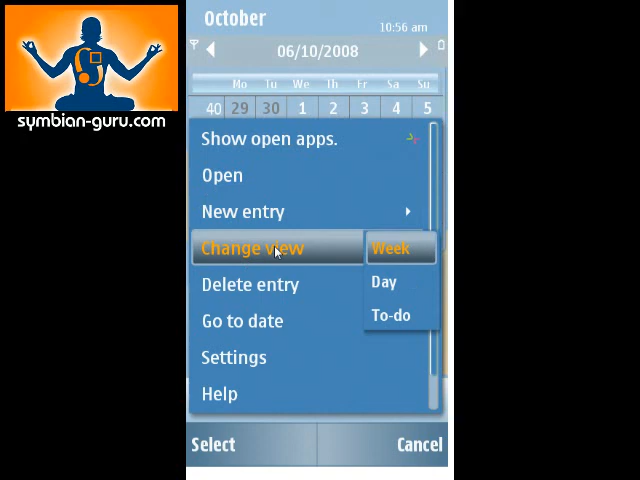 October
10:56 am
06/10/2008
Mo Tu We Th Fr Sa Su
40 29 30 1 2 3 4 5
symbian-guru.com
Show open apps.
Open
New entry
Change view
Week
Delete entry
Day
Go to date
To-do
Settings
Help
Select
Cancel